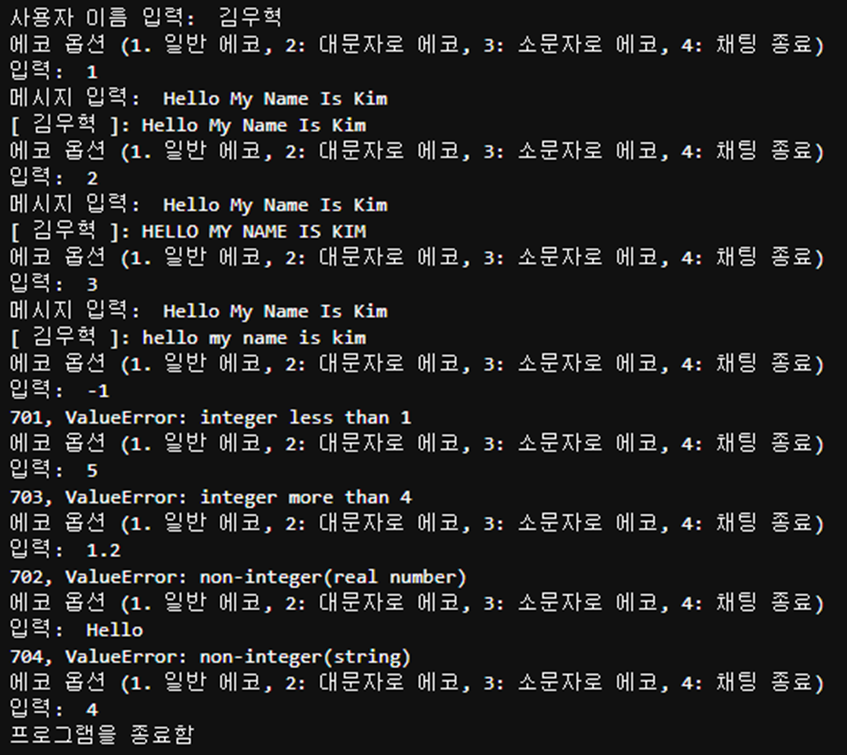 사용자 이름 입력: 김우혁
에코 옵션 (1. 일반 에코, 2: 대문자로 에코, 3: 소문자로 에코, 4: 채팅 종료)
입력: 1
메시지 입력: Hello My Name Is Kim
[ 김우혁 ]: Hello My Name Is Kim
에코 옵션 (1. 일반 에코, 2: 대문자로 에코, 3: 소문자로 에코, 4: 채팅 종료)
입력: 2
메시지 입력: Hello My Name Is Kim
[ 김우혁 ]: HELLO MY NAME IS KIM
에코 옵션 (1. 일반 에코, 2: 대문자로 에코, 3: 소문자로 에코, 4: 채팅 종료)
입력: 3
메시지 입력: Hello My Name Is Kim
[ 김우혁 ]: hello my name is kim
에코 옵션 (1. 일반 에코, 2: 대문자로 에코, 3: 소문자로 에코, 4: 채팅 종료)
입력: -1
701, ValueError: integer less than 1
에코 옵션 (1. 일반 에코, 2: 대문자로 에코, 3: 소문자로 에코, 4: 채팅 종료)
입력: 5
703, ValueError: integer more than 4
에코 옵션 (1. 일반 에코, 2: 대문자로 에코, 3: 소문자로 에코, 4: 채팅 종료)
입력: 1.2
702, ValueError: non-integer(real number)
에코 옵션 (1. 일반 에코, 2: 대문자로 에코, 3: 소문자로 에코, 4: 채팅 종료)
입력: Hello
704, ValueError: non-integer(string)
에코 옵션 (1. 일반 에코, 2: 대문자로 에코, 3: 소문자로 에코, 4: 채팅 종료)
입력: 4
프로그램을 종료함